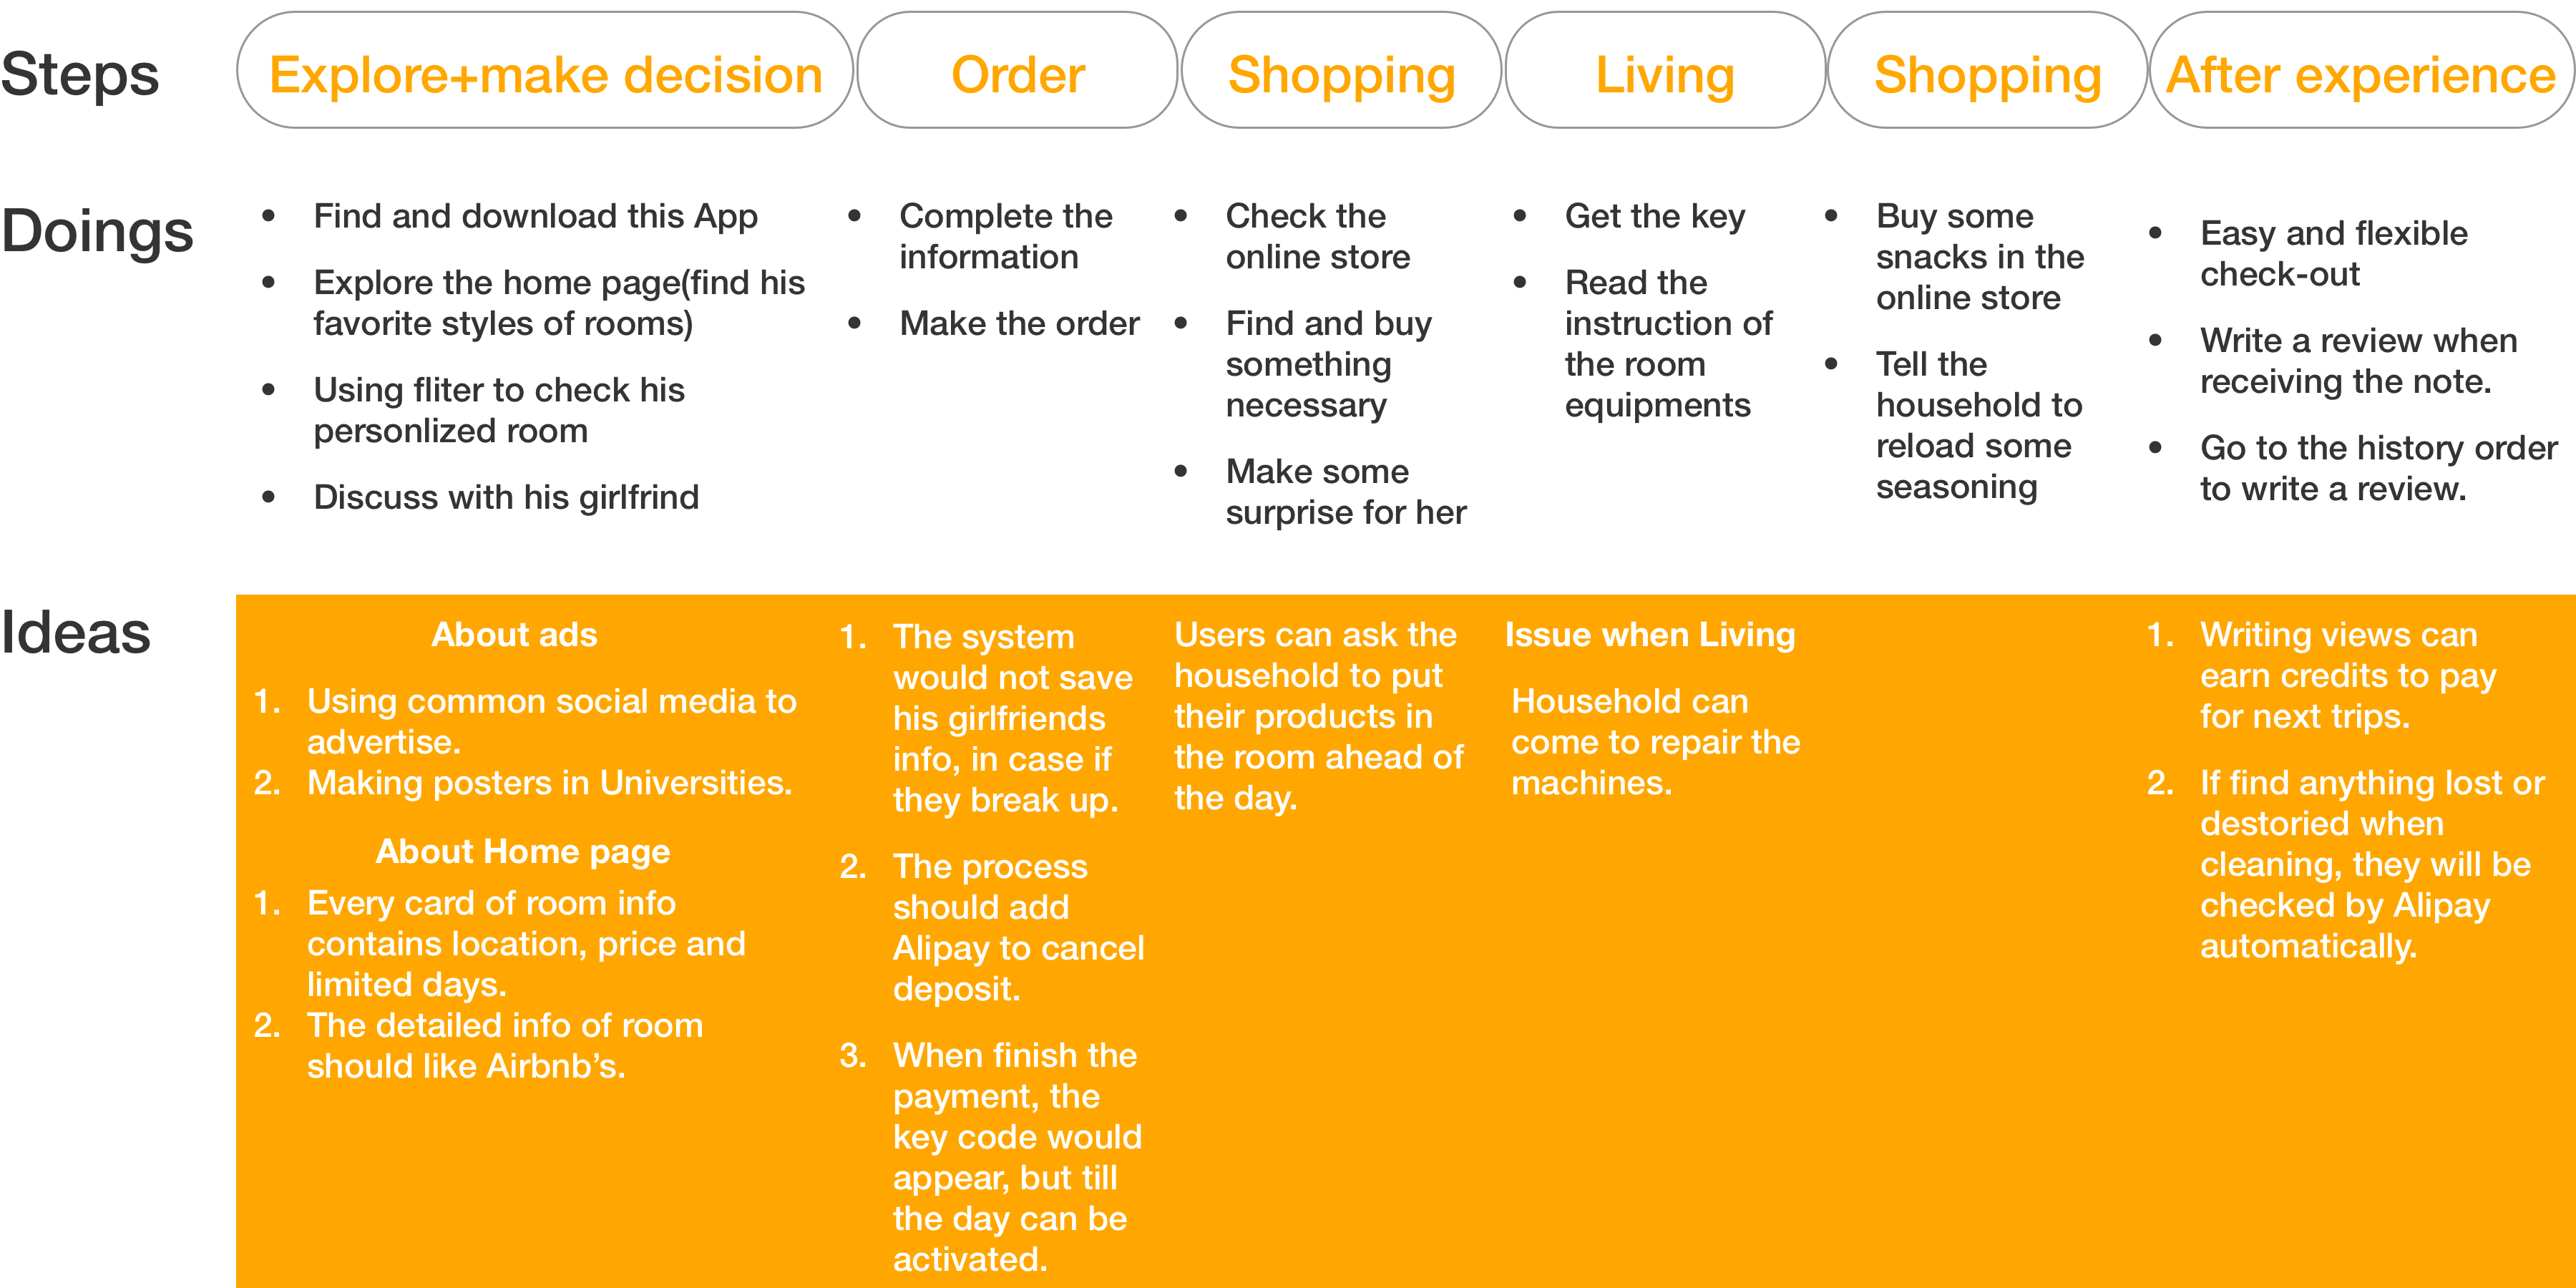 Steps
Explore+make decision
Order
Shopping
Living
Shopping
After experience
Doings
• Find and download this App
• Explore the home page(find his
favorite styles of rooms)
• Using fliter to check his
personlized room
• Discuss with his girlfrind
• Complete the
information
• Make the order
• Check the
online store
• Find and buy
something
necessary
• Make some
surprise for her
• Get the key
• Read the
instruction of
the room
equipments
• Buy some
snacks in the
online store
• Tell the
household to
reload some
seasoning
• Easy and flexible
check-out
• Write a review when
receiving the note.
• Go to the history order
to write a review.
Ideas
About ads
1. Using common social media to
advertise.
2. Making posters in Universities.
About Home page
1. Every card of room info
contains location, price and
limited days.
2. The detailed info of room
should like Airbnb’s.
1. The system
would not save
his girlfriends
info, in case if
they break up.
2. The process
should add
Alipay to cancel
deposit.
3. When finish the
payment, the
key code would
appear, but till
the day can be
activated.
Users can ask the
household to put
their products in
the room ahead of
the day.
Issue when Living
Household can
come to repair the
machines.
1. Writing views can
earn credits to pay
for next trips.
2. If find anything lost or
destoried when
cleaning, they will be
checked by Alipay
automatically.